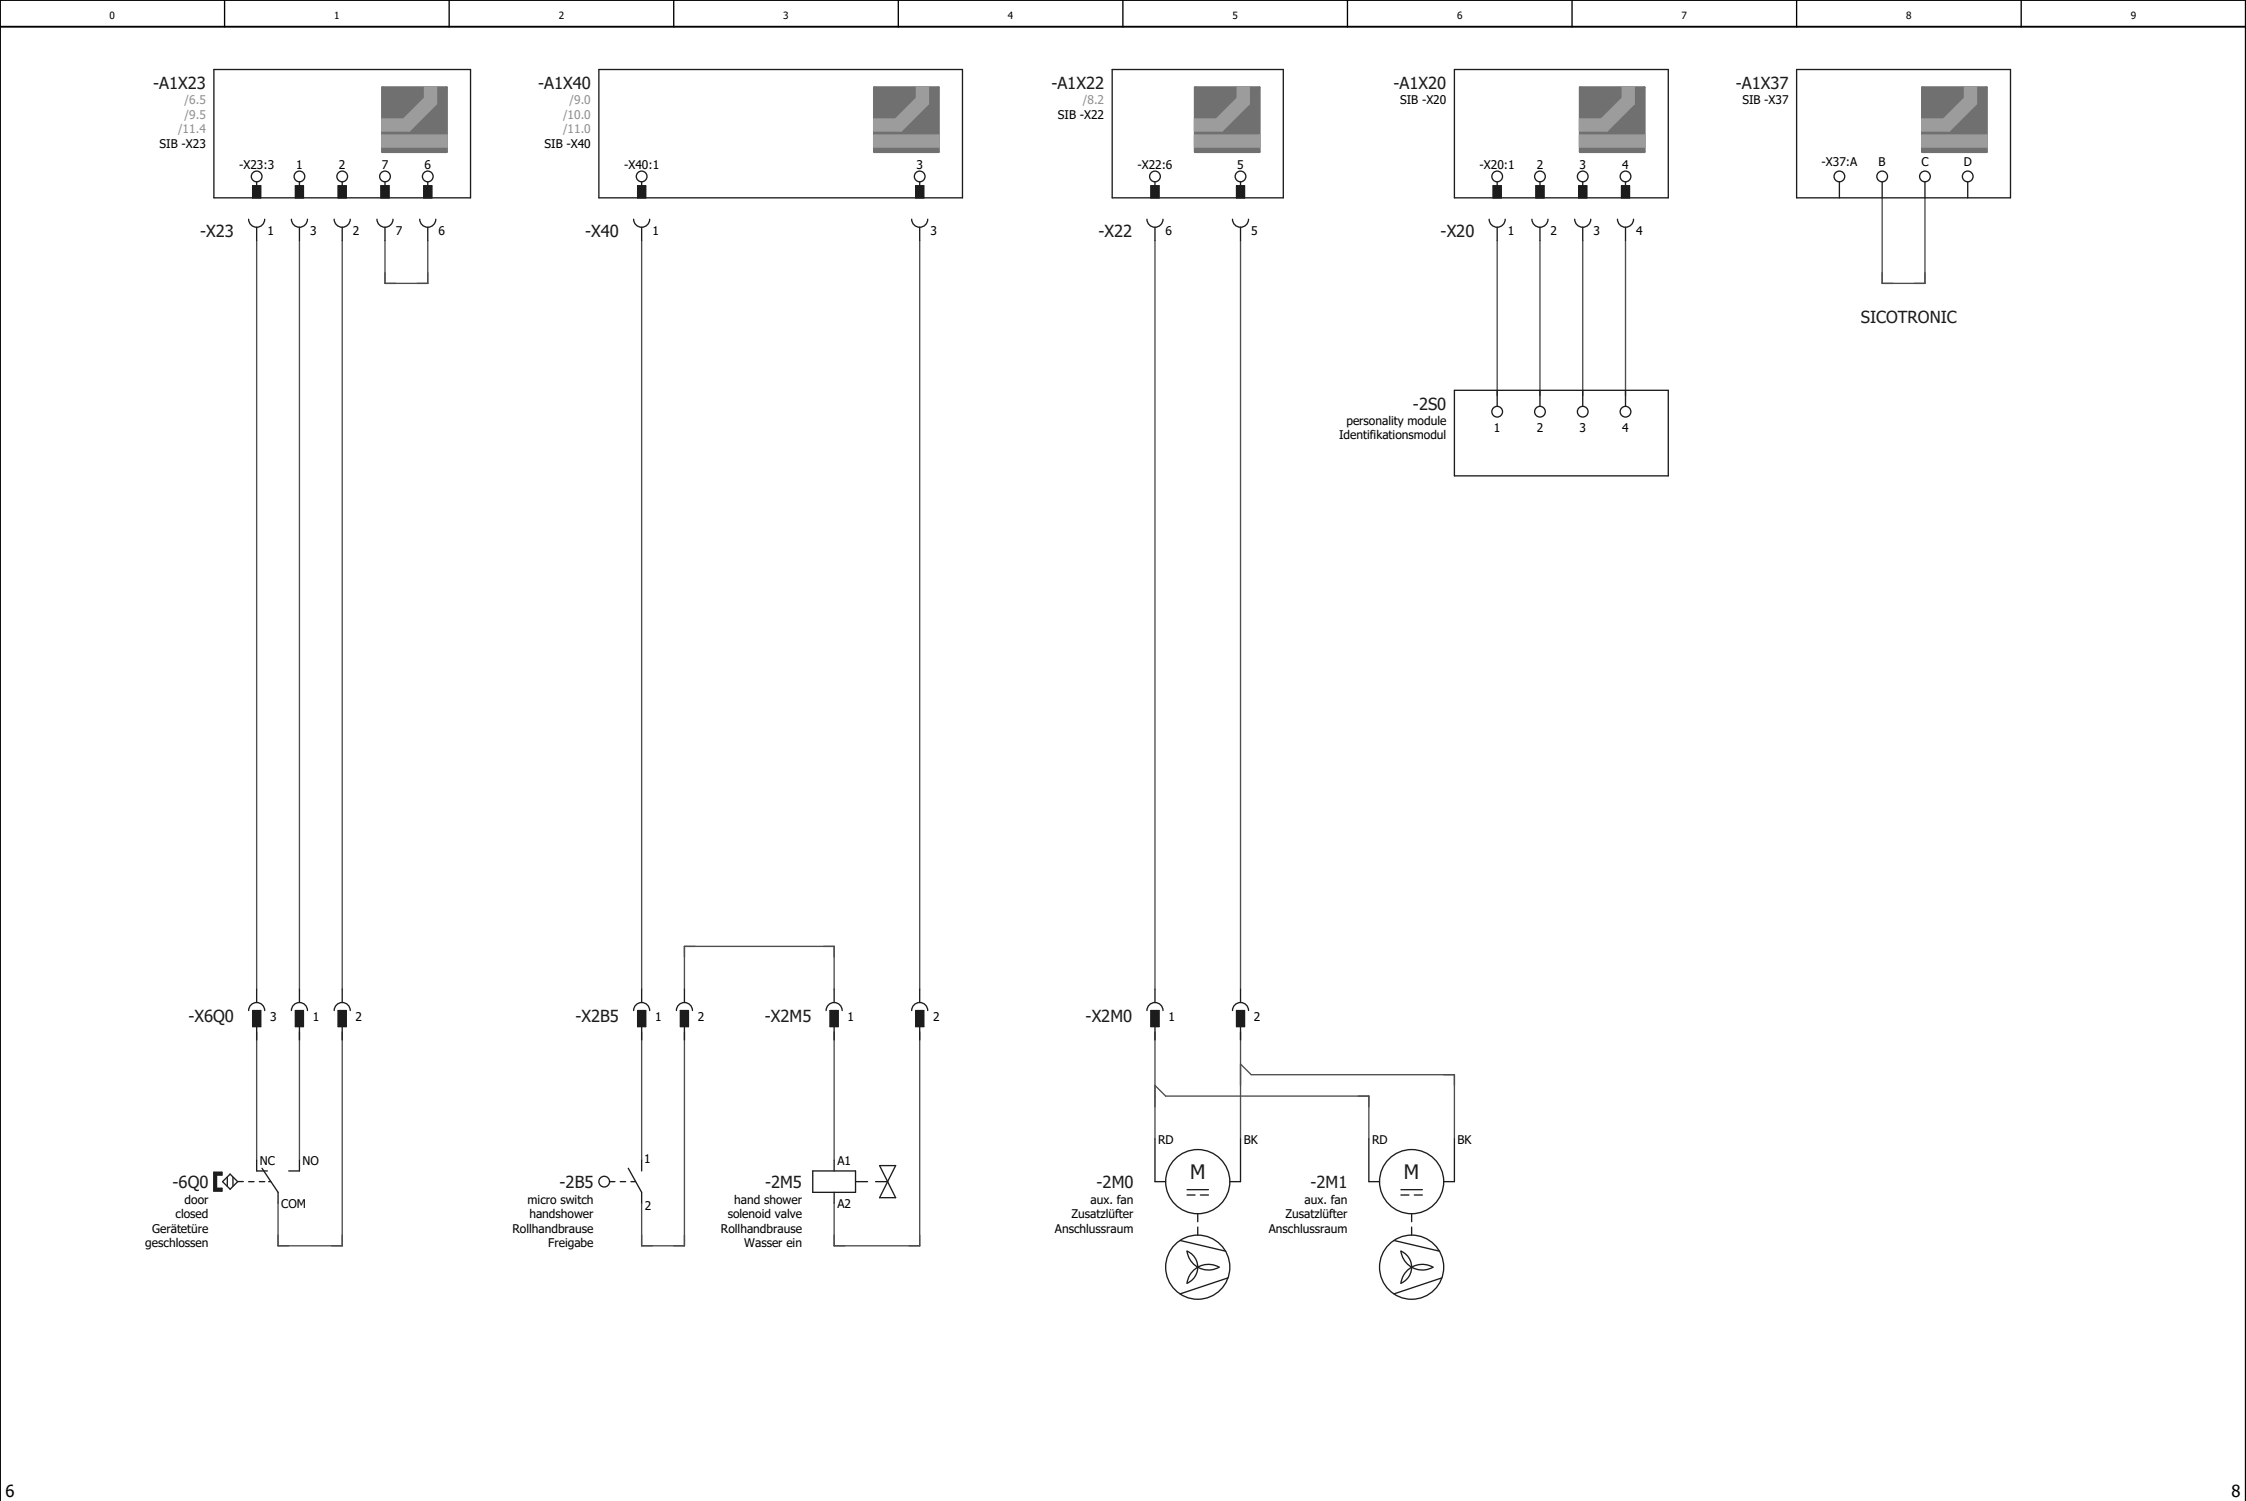 0 1 2 3 4 5 6 7 8 9
-A1X23
/6.5
/9.5
/11.4
SIB -X23
-X23:3 1 2 7 6
-X23 1 3 2 7 6
-A1X40
/9.0
/10.0
/11.0
SIB -X40
-X40:1 3
-X40 1 3
-A1X22
/8.2
SIB -X22
-X22:6 5
-X22 6 5
-A1X20
SIB -X20
-X20:1 2 3 4
-X20 1 2 3 4
-A1X37
SIB -X37
-X37:A B C D
SICOTRONIC
-2S0
personality module
Identifikationsmodul
1 2 3 4
-X6Q0 3 1 2
-X2B5 1 2
-X2M5 1 2
-X2M0 1 2
NC NO
COM
-6Q0
door
closed
Gerätetüre
geschlossen
1
2
-2B5
micro switch
handshower
Rollhandbrause
Freigabe
A1
A2
-2M5
hand shower
solenoid valve
Rollhandbrause
Wasser ein
RD BK
M
-2M0
aux. fan
Zusatzlüfter
Anschlussraum
RD BK
M
-2M1
aux. fan
Zusatzlüfter
Anschlussraum
6 8